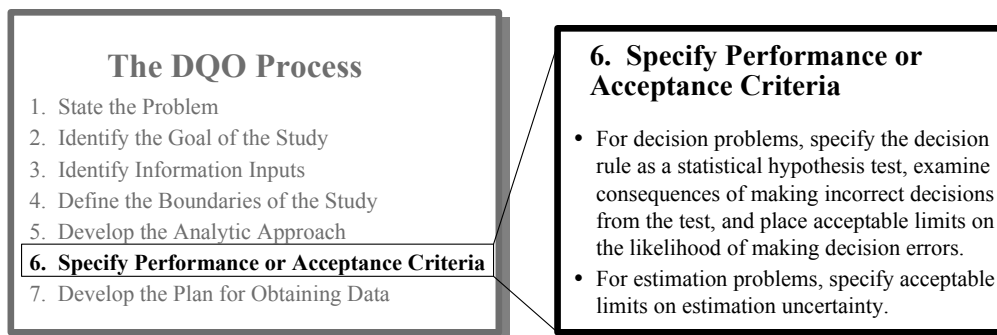 The DQO Process
1. State the Problem
2. Identify the Goal of the Study
3. Identify Information Inputs
4. Define the Boundaries of the Study
5. Develop the Analytic Approach
6. Specify Performance or Acceptance Criteria
7. Develop the Plan for Obtaining Data
6. Specify Performance or
Acceptance Criteria
• For decision problems, specify the decision
rule as a statistical hypothesis test, examine
consequences of making incorrect decisions
from the test, and place acceptable limits on
the likelihood of making decision errors.
• For estimation problems, specify acceptable
limits on estimation uncertainty.